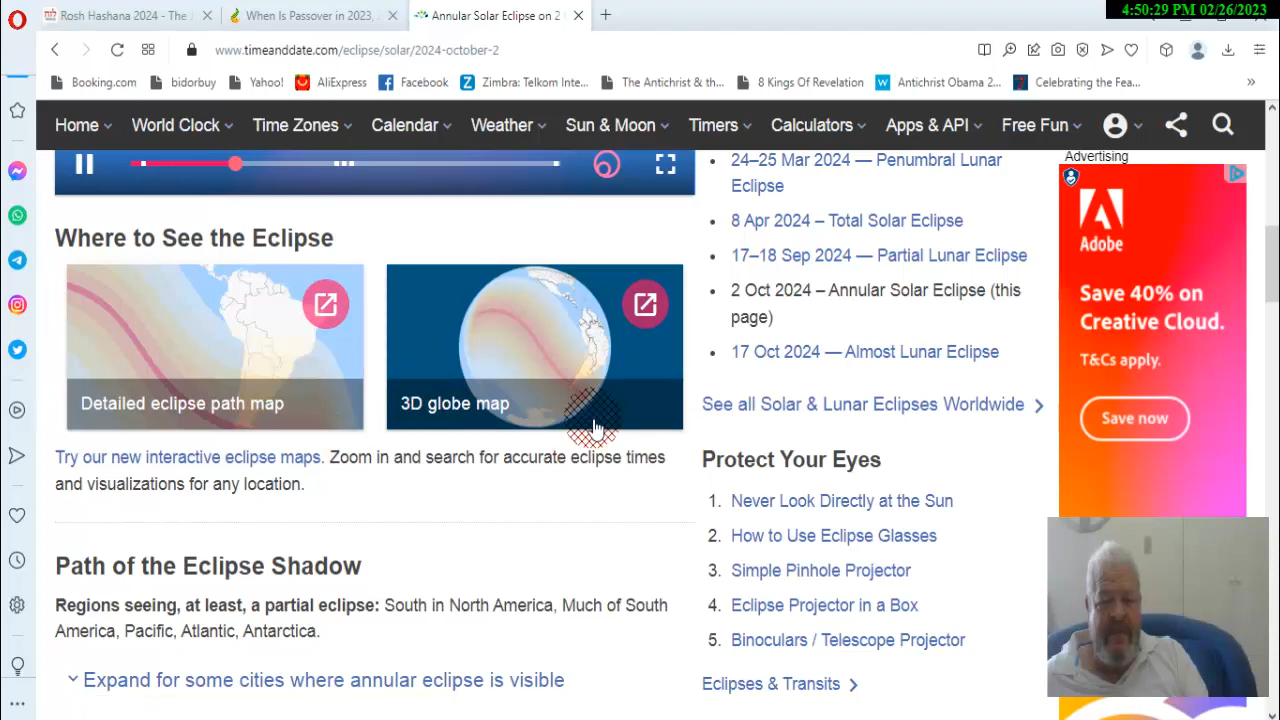 4:50:29 PM 02/26/2023
Rosh Hashana 2024 - The J
When Is Passover in 2023,
Annular Solar Eclipse on 2
www.timeanddate.com/eclipse/solar/2024-october-2
Booking.com
bidorbuy
Yahoo!
AliExpress
Facebook
Zimbra: Telkom Inte...
The Antichrist & th...
8 Kings Of Revelation
Antichrist Obama 2...
Celebrating the Fea...
Home
World Clock
Time Zones
Calendar
Weather
Sun & Moon
Timers
Calculators
Apps & API
Free Fun
Where to See the Eclipse
Detailed eclipse path map
3D globe map
Try our new interactive eclipse maps. Zoom in and search for accurate eclipse times
and visualizations for any location.
Path of the Eclipse Shadow
Regions seeing, at least, a partial eclipse: South in North America, Much of South
America, Pacific, Atlantic, Antarctica.
Expand for some cities where annular eclipse is visible
24–25 Mar 2024 — Penumbral Lunar
Eclipse
8 Apr 2024 – Total Solar Eclipse
17–18 Sep 2024 — Partial Lunar Eclipse
2 Oct 2024 – Annular Solar Eclipse (this
page)
17 Oct 2024 — Almost Lunar Eclipse
See all Solar & Lunar Eclipses Worldwide
Protect Your Eyes
1. Never Look Directly at the Sun
2. How to Use Eclipse Glasses
3. Simple Pinhole Projector
4. Eclipse Projector in a Box
5. Binoculars / Telescope Projector
Eclipses & Transits
Advertising
Adobe
Save 40% on
Creative Cloud.
T&Cs apply.
Save now